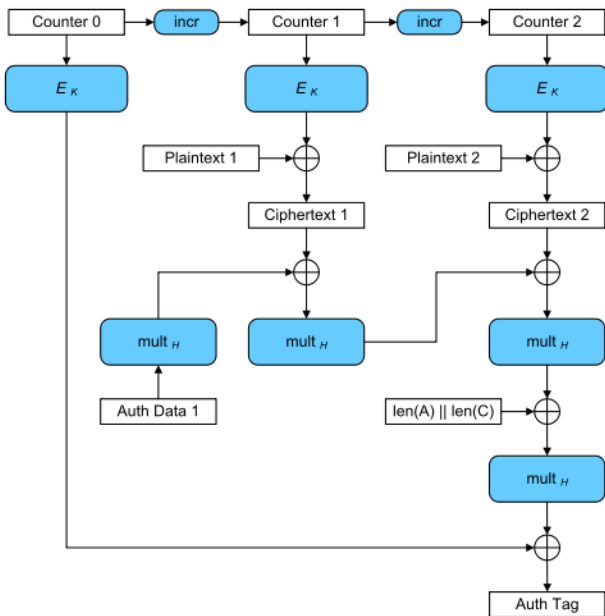 Counter 0
incr
Counter 1
incr
Counter 2
E K
E K
E K
Plaintext 1
Plaintext 2
Ciphertext 1
Ciphertext 2
mult H
mult H
mult H
Auth Data 1
len(A) || len(C)
mult H
Auth Tag